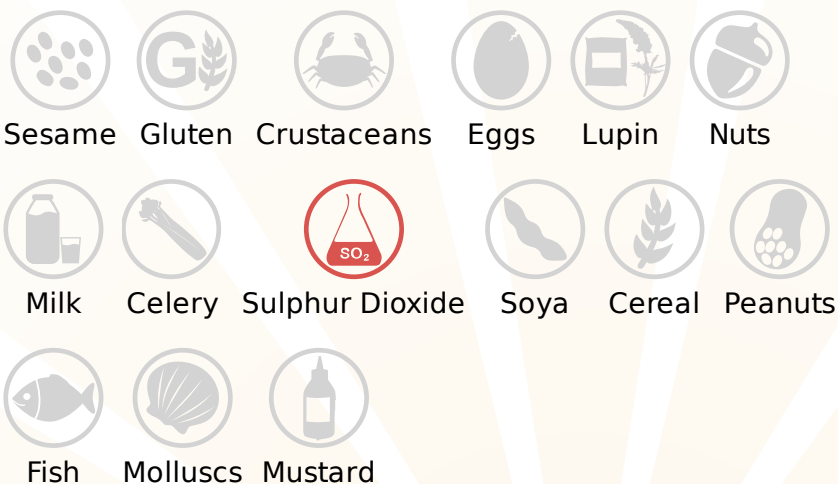 G
Sesame Gluten Crustaceans Eggs Lupin Nuts
SO₂
Milk Celery Sulphur Dioxide Soya Cereal Peanuts
Fish Molluscs Mustard